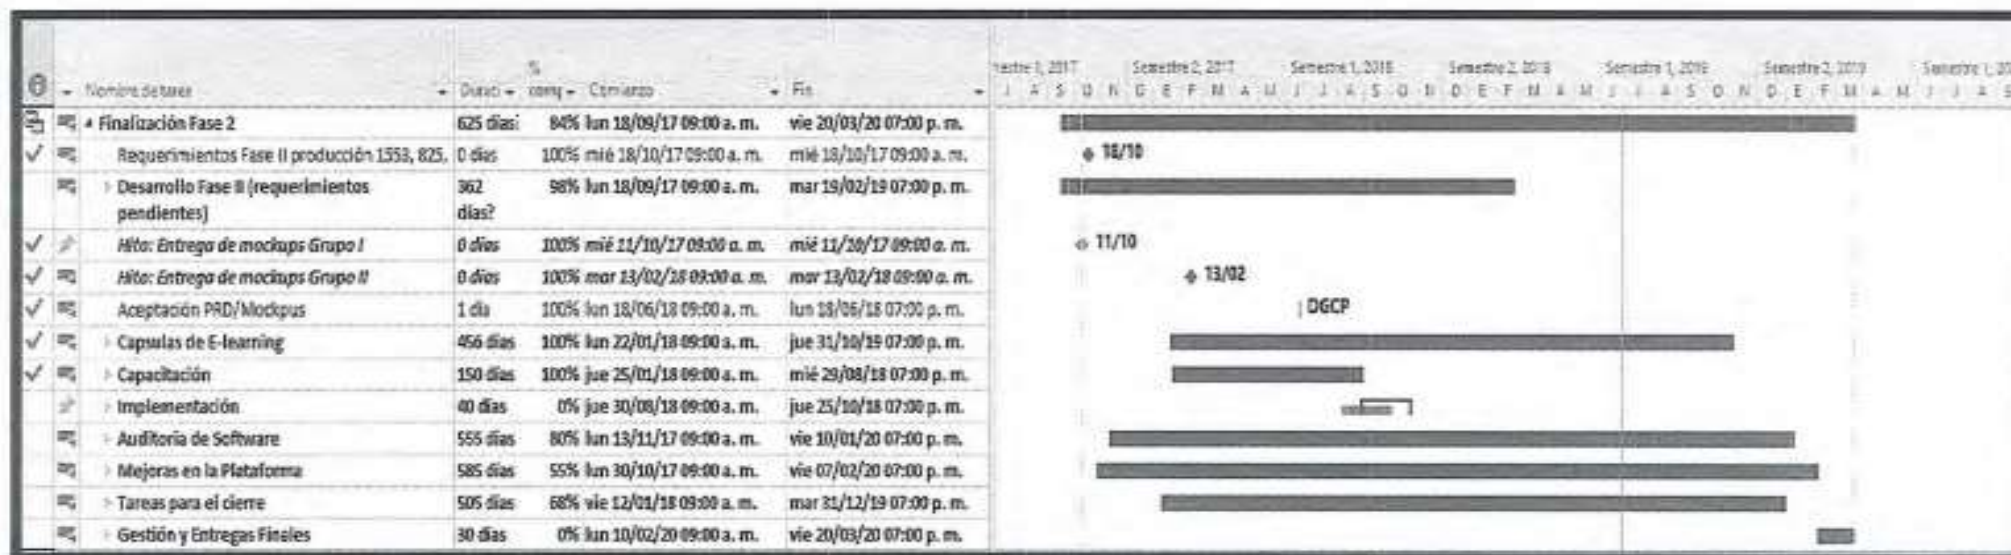 Semestre 2, 2017 Semestre 1, 2018 Semestre 1, 2019 Semestre 2, 2019
Nombre de tarea Comienzo Fin
Finalización Fase 2 625 días 84% lun 18/09/17 09:00 a. m. vie 20/03/20 07:00 p. m.
Requerimientos Fase II producción 1553, 825, 0 días 100% mié 18/10/17 09:00 a. m. mié 18/10/17 09:00 a. m. 18/10
Desarrollo Fase II (requerimientos 362 98% lun 18/09/17 09:00 a. m. mar 19/02/19 07:00 p. m.
pendientes) días?
Hito: Entrega de mockups Grupo I 0 días 100% mié 11/10/17 09:00 a. m. mié 11/10/17 09:00 a. m. 11/10
Hito: Entrega de mockups Grupo II 0 días 100% mar 13/02/18 09:00 a. m. mar 13/02/18 09:00 a. m. 13/02
Aceptación PRD/Mockpus 1 día 100% lun 18/06/18 09:00 a. m. lun 18/06/18 07:00 p. m. DGCP
Capsulas de E-learning 456 días 100% lun 22/01/18 09:00 a. m. jue 31/10/19 07:00 p. m.
Capacitación 150 días 100% jue 25/01/18 09:00 a. m. mié 29/08/18 07:00 p. m.
Implementación 40 días 0% jue 30/08/18 09:00 a. m. jue 25/10/18 07:00 p. m.
Auditoria de Software 555 días 80% lun 13/11/17 09:00 a. m. vie 10/01/20 07:00 p. m.
Mejoras en la Plataforma 585 días 55% lun 30/10/17 09:00 a. m. vie 07/02/20 07:00 p. m.
Tareas para el cierre 505 días 68% vie 12/01/18 09:00 a. m. mar 31/12/19 07:00 p. m.
Gestión y Entregas Finales 30 días 0% lun 10/02/20 09:00 a. m. vie 20/03/20 07:00 p. m.